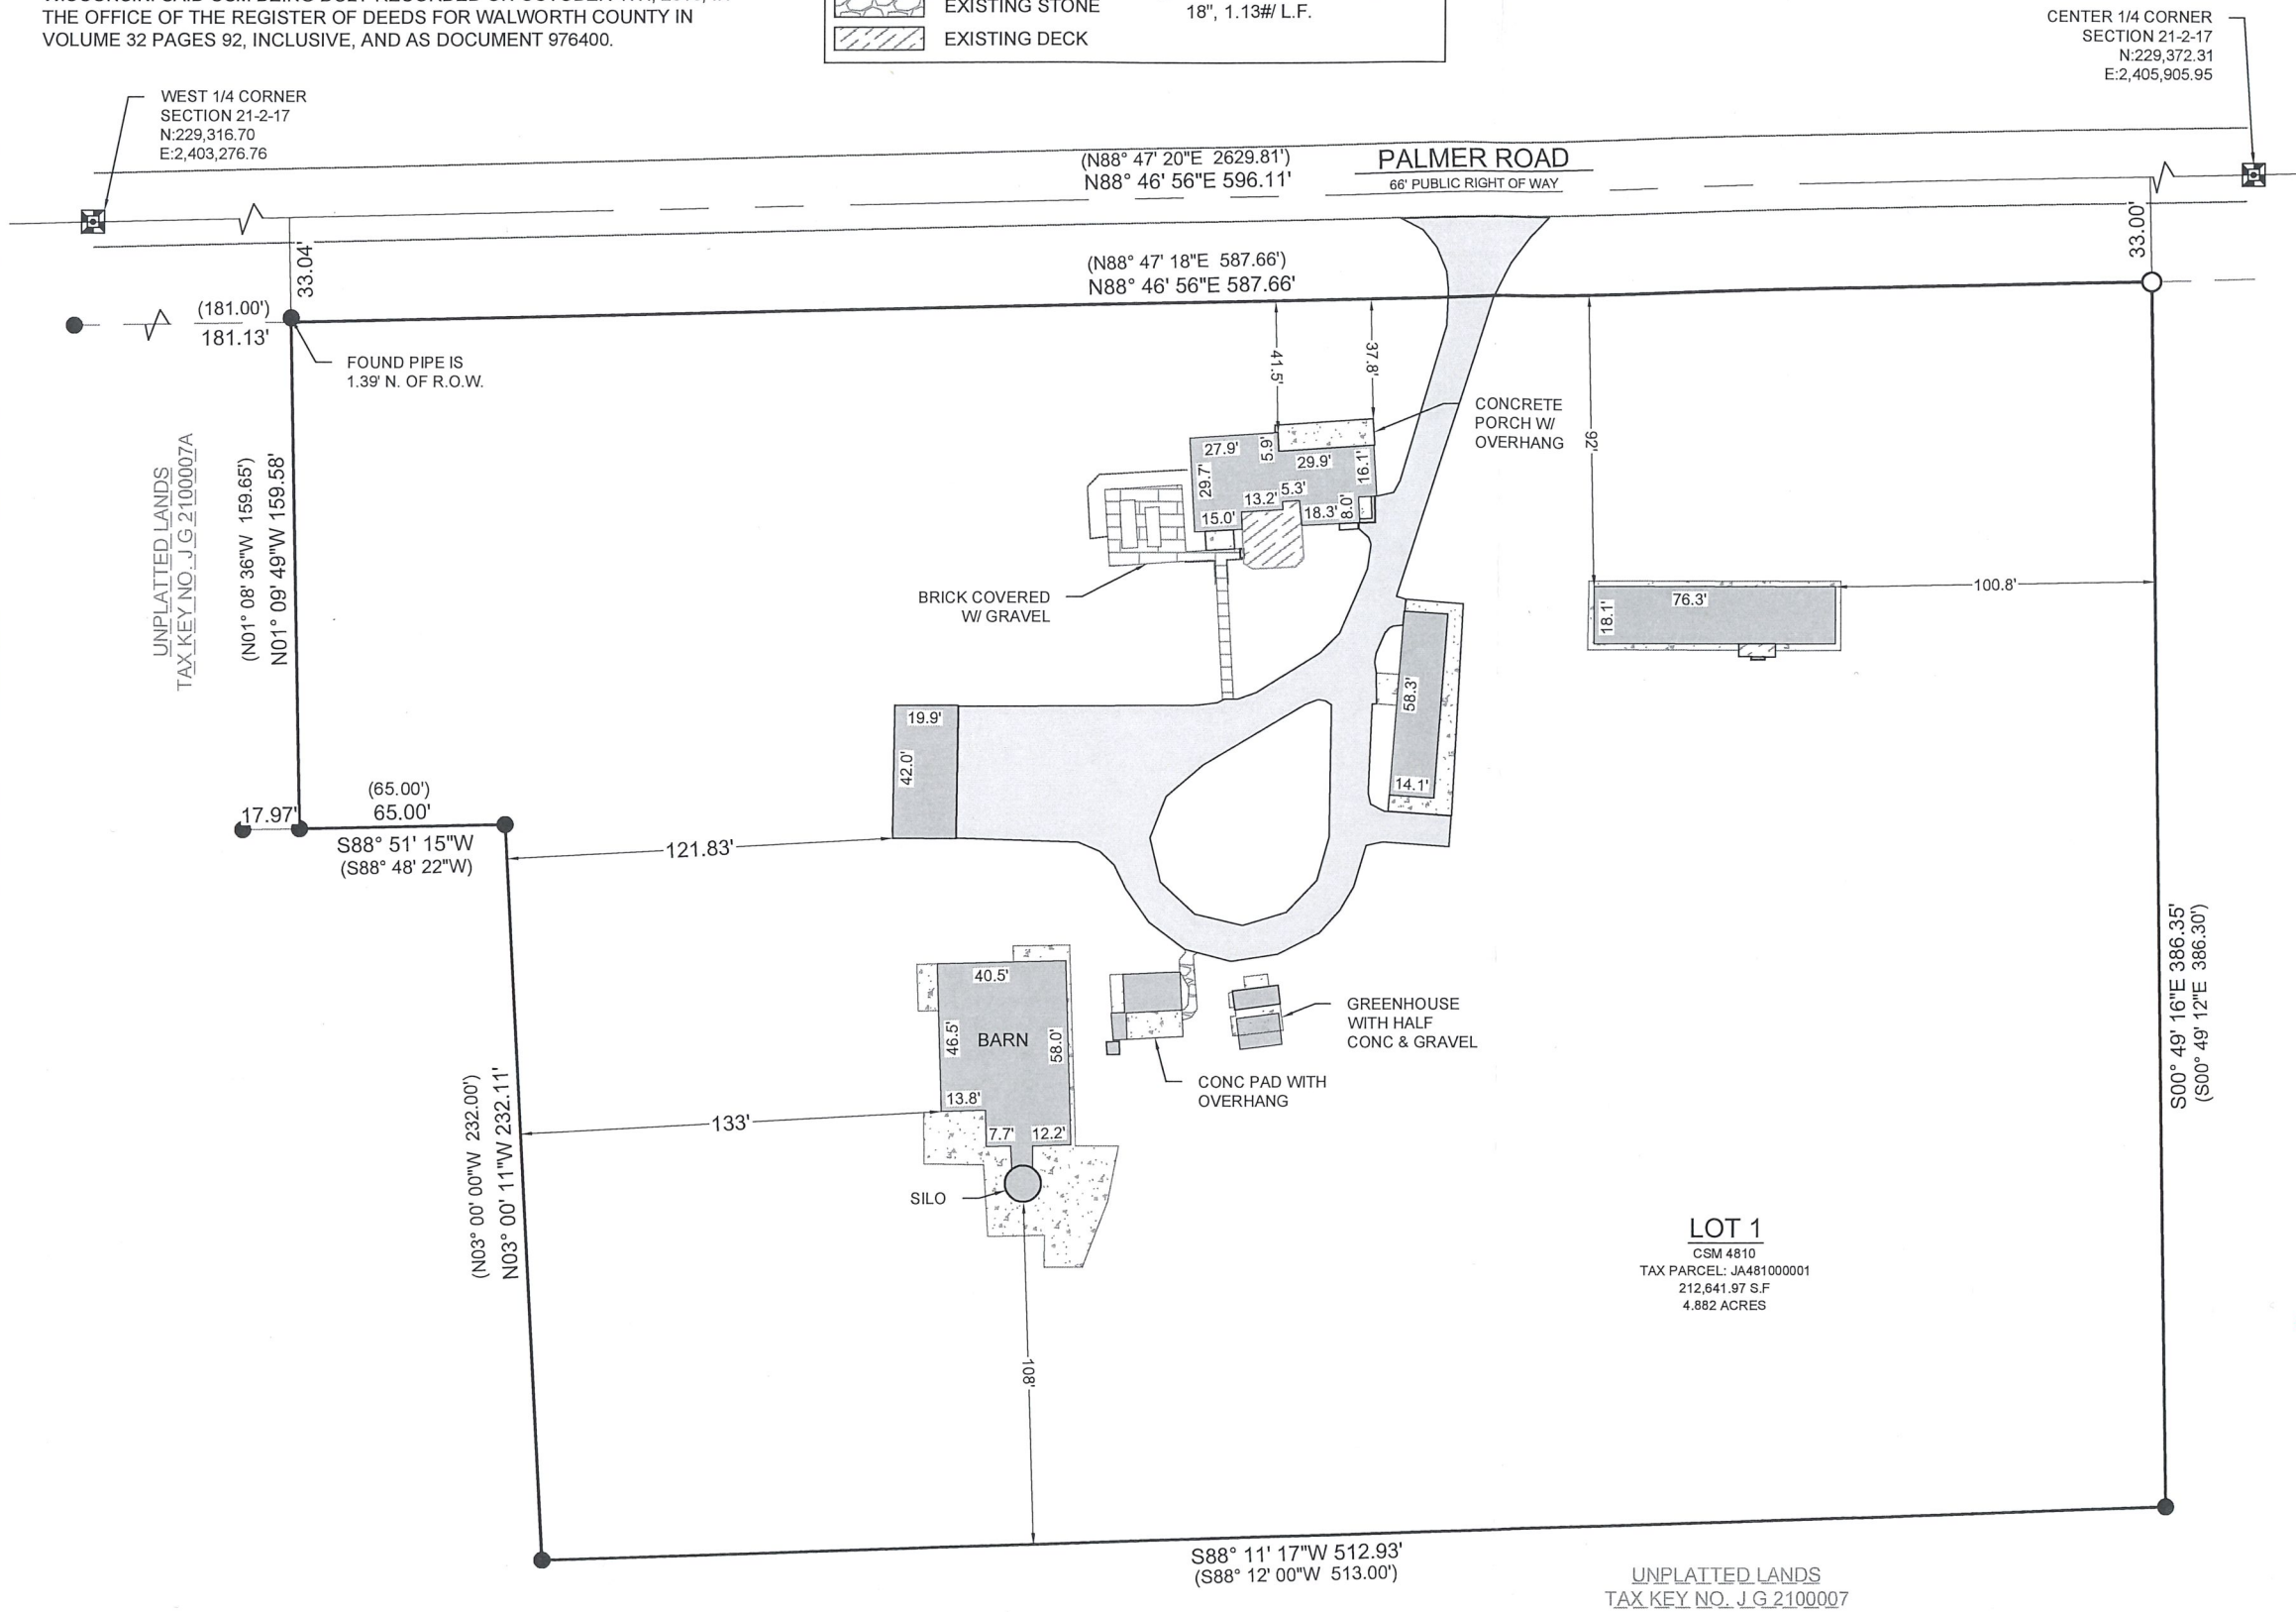 THE OFFICE OF THE REGISTER OF DEEDS FOR WALWORTH COUNTY IN
VOLUME 32 PAGES 92, INCLUSIVE, AND AS DOCUMENT 976400.
EXISTING STONE
18", 1.13#/ L.F.
EXISTING DECK
CENTER 1/4 CORNER
SECTION 21-2-17
N:229,372.31
E:2,405,905.95
WEST 1/4 CORNER
SECTION 21-2-17
N:229,316.70
E:2,403,276.76
(N88° 47' 20"E 2629.81')
N88° 46' 56"E 596.11'
PALMER ROAD
66' PUBLIC RIGHT OF WAY
33.04'
33.00'
(N88° 47' 18"E 587.66')
N88° 46' 56"E 587.66'
(181.00')
181.13'
FOUND PIPE IS
1.39' N. OF R.O.W.
41.5'
37.8'
92'
CONCRETE
PORCH W/
OVERHANG
27.9'
5.9'
29.9'
16.1'
29.7'
13.2'
5.3'
15.0'
18.3'
8.0'
UNPLATTED LANDS
TAX KEY NO. J G 2100007A
(N01° 08' 36"W 159.65')
N01° 09' 49"W 159.58'
BRICK COVERED
W/ GRAVEL
76.3'
18.1'
100.8'
58.3'
14.1'
19.9'
42.0'
(65.00')
65.00'
17.97'
S88° 51' 15"W
(S88° 48' 22"W)
121.83'
40.5'
46.5'
BARN
58.0'
13.8'
7.7'
12.2'
133'
SILO
GREENHOUSE
WITH HALF
CONC & GRAVEL
CONC PAD WITH
OVERHANG
(N03° 00' 00"W 232.00')
N03° 00' 11"W 232.11'
S00° 49' 16"E 386.35'
(S00° 49' 12"E 386.30')
LOT 1
CSM 4810
TAX PARCEL: JA481000001
212,641.97 S.F
4.882 ACRES
108'
S88° 11' 17"W 512.93'
(S88° 12' 00"W 513.00')
UNPLATTED LANDS
TAX KEY NO. J G 2100007